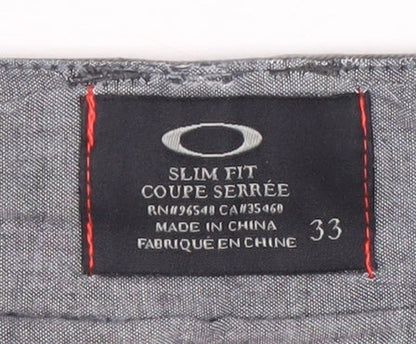 SLIM FIT
COUPE SERRÉE
RN#96548 CA#35460
MADE IN CHINA
FABRIQUÉ EN CHINE
33